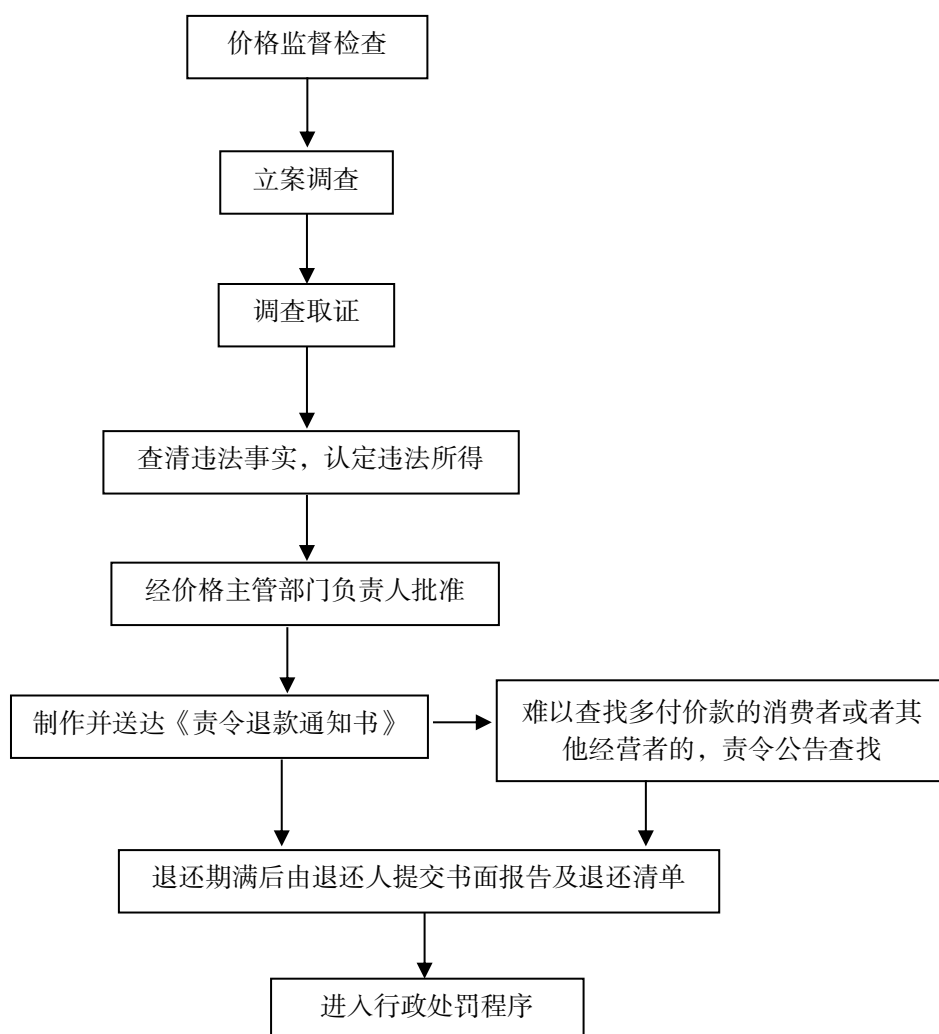 价格监督检查
立案调查
调查取证
查清违法事实，认定违法所得
经价格主管部门负责人批准
制作并送达《责令退款通知书》
难以查找多付价款的消费者或者其
他经营者的，责令公告查找
退还期满后由退还人提交书面报告及退还清单
进入行政处罚程序